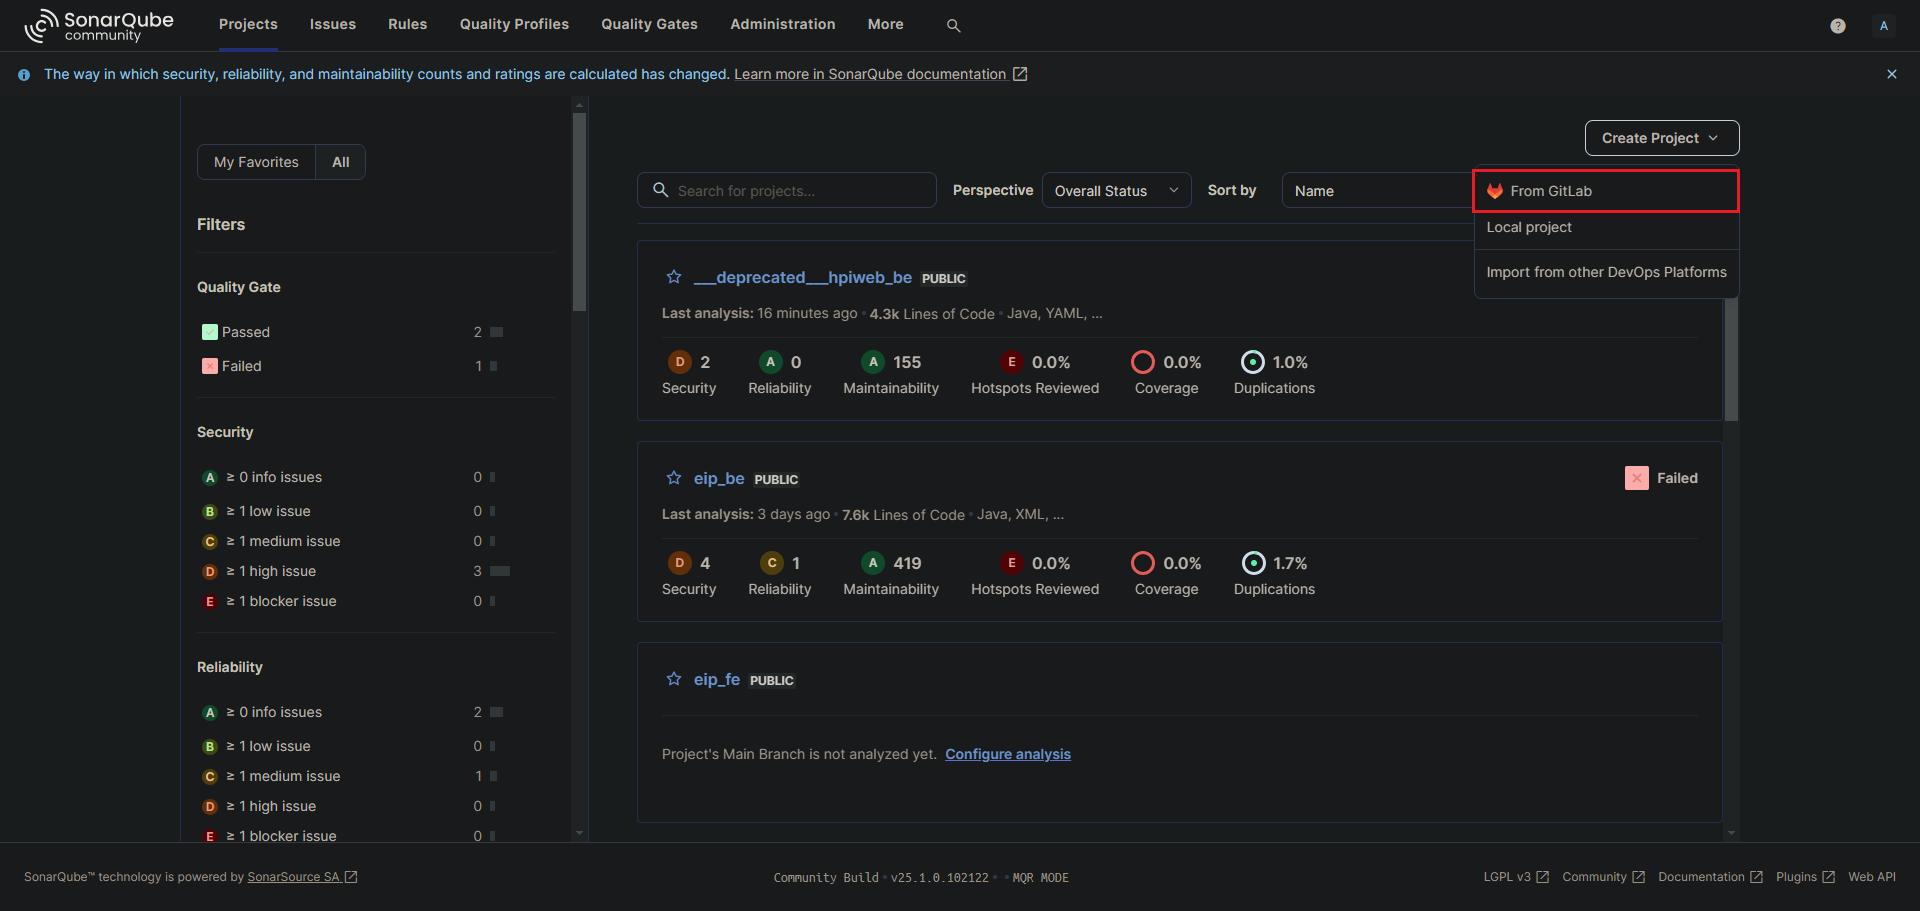 SonarQube community
Projects Issues Rules Quality Profiles Quality Gates Administration More
? A
The way in which security, reliability, and maintainability counts and ratings are calculated has changed. Learn more in SonarQube documentation
My Favorites All
Filters
Quality Gate
Passed 2
Failed 1
Security
A ≥ 0 info issues 0
B ≥ 1 low issue 0
C ≥ 1 medium issue 0
D ≥ 1 high issue 3
E ≥ 1 blocker issue 0
Reliability
A ≥ 0 info issues 2
B ≥ 1 low issue 0
C ≥ 1 medium issue 1
D ≥ 1 high issue 0
E ≥ 1 blocker issue 0
Create Project
From GitLab
Local project
Import from other DevOps Platforms
Search for projects...
Perspective Overall Status Sort by Name
___deprecated___hpiweb_be PUBLIC
Last analysis: 16 minutes ago • 4.3k Lines of Code • Java, YAML, ...
D 2 A 0 A 155 E 0.0% 0.0% 1.0%
Security Reliability Maintainability Hotspots Reviewed Coverage Duplications
eip_be PUBLIC Failed
Last analysis: 3 days ago • 7.6k Lines of Code • Java, XML, ...
D 4 C 1 A 419 E 0.0% 0.0% 1.7%
Security Reliability Maintainability Hotspots Reviewed Coverage Duplications
eip_fe PUBLIC
Project's Main Branch is not analyzed yet. Configure analysis
SonarQube™ technology is powered by SonarSource SA
Community Build • v25.1.0.102122 • • MQR MODE
LGPL v3 Community Documentation Plugins Web API